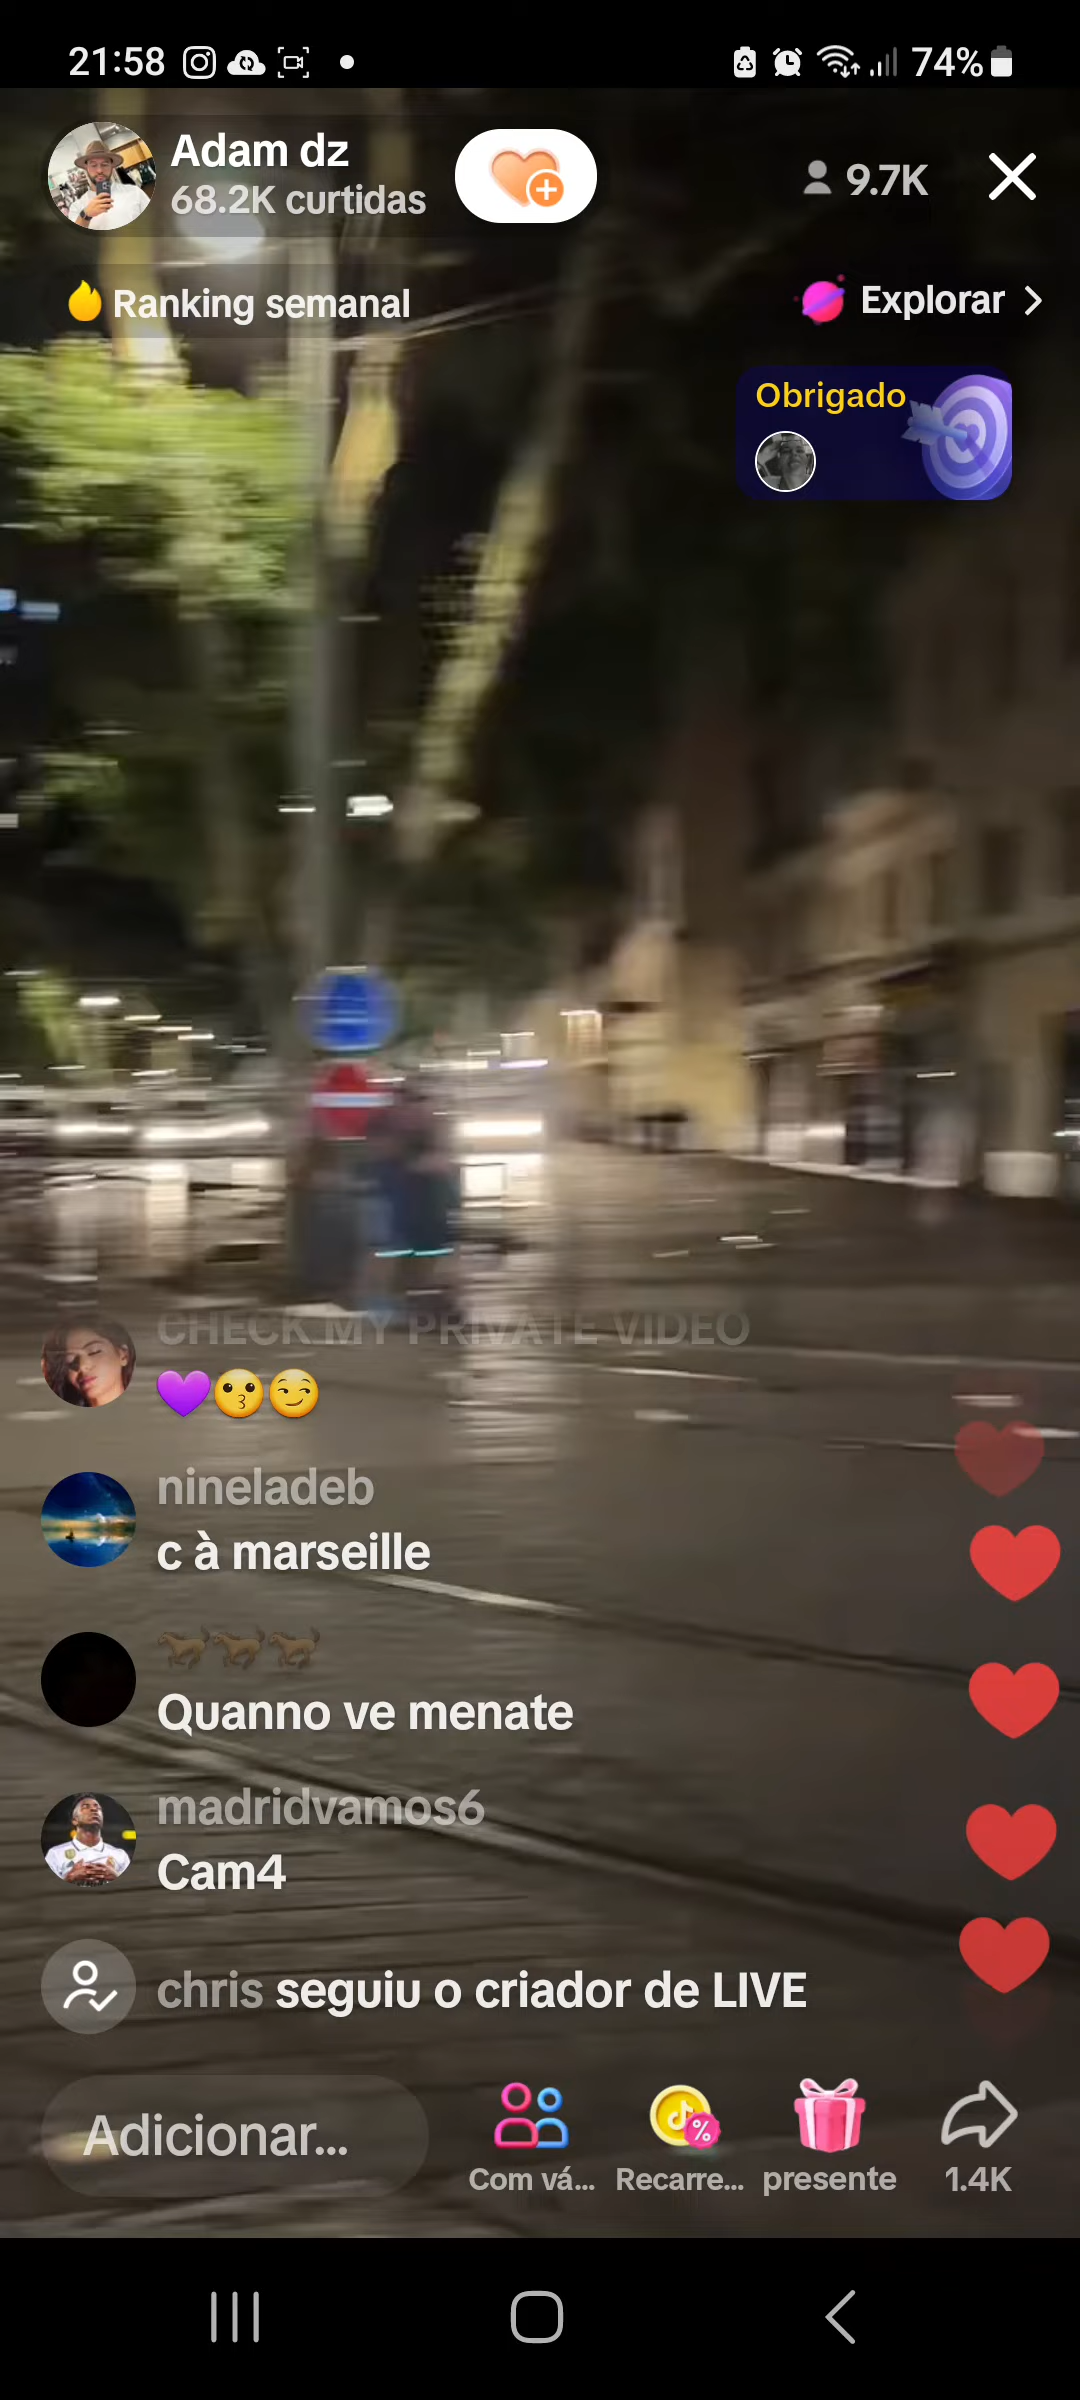 21:58
74%
Adam dz
68.2K curtidas
9.7K
Ranking semanal
Explorar
Obrigado
CHECK MY PRIVATE VIDEO
nineladeb
c à marseille
Quanno ve menate
madridvamos6
Cam4
chris seguiu o criador de LIVE
Adicionar...
Com vá...
Recarre...
presente
1.4K